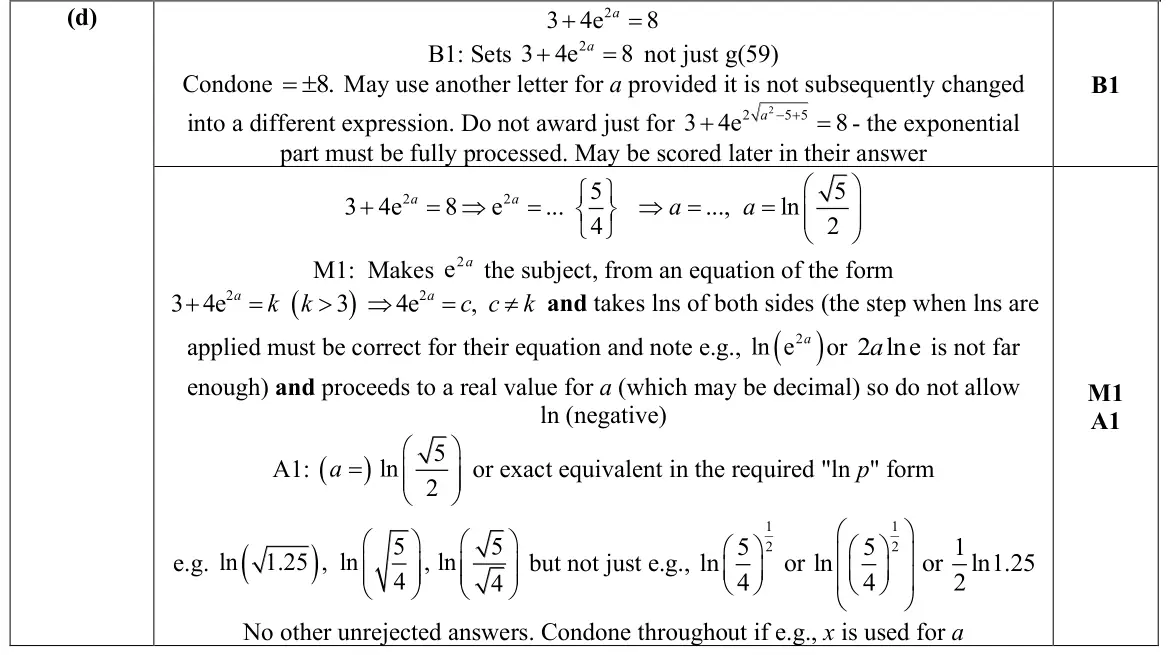 (d)
3 + 4e^{2a} = 8
B1: Sets 3 + 4e^{2a} = 8 not just g(59)
Condone = ±8. May use another letter for a provided it is not subsequently changed
into a different expression. Do not award just for 3 + 4e^{2√(a²−5+5)} = 8 - the exponential
part must be fully processed. May be scored later in their answer
B1
3 + 4e^{2a} = 8 ⇒ e^{2a} = ... {5/4} ⇒ a = ..., a = ln(√5/2)
M1: Makes e^{2a} the subject, from an equation of the form
3 + 4e^{2a} = k (k > 3) ⇒ 4e^{2a} = c, c ≠ k and takes lns of both sides (the step when lns are
applied must be correct for their equation and note e.g., ln(e^{2a}) or 2a ln e is not far
enough) and proceeds to a real value for a (which may be decimal) so do not allow
ln (negative)
M1
A1
A1: (a =) ln(√5/2) or exact equivalent in the required "ln p" form
e.g. ln(√1.25), ln(√(5/4)), ln(√5/√4) but not just e.g., ln(5/4)^{1/2} or ln((5/4)^{1/2}) or 1/2 ln1.25
No other unrejected answers. Condone throughout if e.g., x is used for a